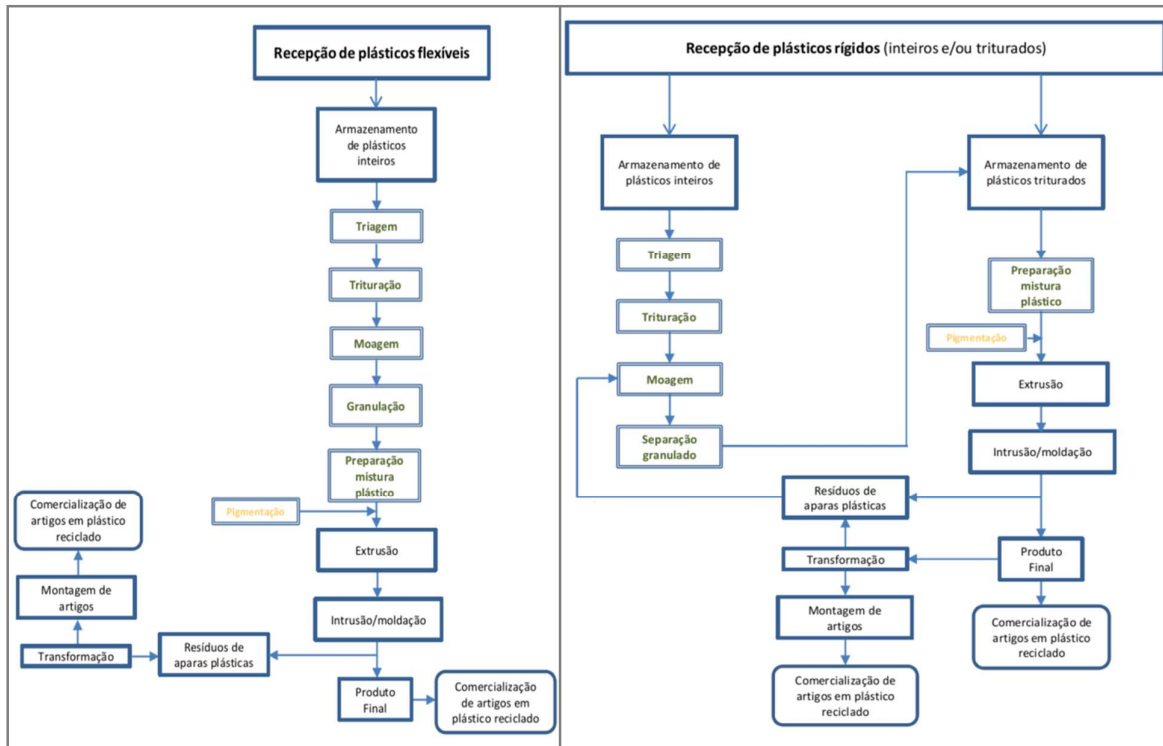 Recepção de plásticos flexíveis
Armazenamento
de plásticos
inteiros
Triagem
Trituração
Moagem
Granulação
Preparação
mistura
plástico
Pigmentação
Extrusão
Intrusão/moldação
Comercialização de
artigos em plástico
reciclado
Montagem de
artigos
Transformação
Resíduos de
aparas plásticas
Produto
Final
Comercialização
de artigos em
plástico reciclado
Recepção de plásticos rígidos (inteiros e/ou triturados)
Armazenamento de
plásticos inteiros
Triagem
Trituração
Moagem
Separação
granulado
Armazenamento de
plásticos triturados
Preparação
mistura
plástico
Pigmentação
Extrusão
Intrusão/moldação
Resíduos de
aparas plásticas
Transformação
Produto
Final
Montagem de
artigos
Comercialização de
artigos em plástico
reciclado
Comercialização de
artigos em plástico
reciclado